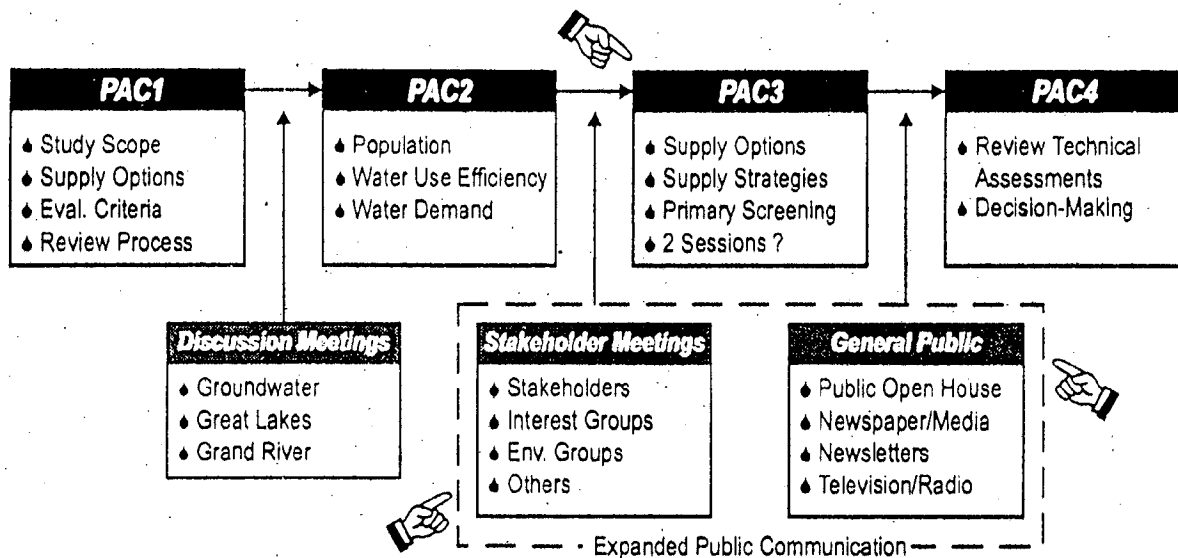 PAC1
Study Scope
Supply Options
Eval. Criteria
Review Process
PAC2
Population
Water Use Efficiency
Water Demand
PAC3
Supply Options
Supply Strategies
Primary Screening
2 Sessions ?
PAC4
Review Technical
Assessments
Decision-Making
Discussion Meetings
Groundwater
Great Lakes
Grand River
Stakeholder Meetings
Stakeholders
Interest Groups
Env. Groups
Others
General Public
Public Open House
Newspaper/Media
Newsletters
Television/Radio
Expanded Public Communication